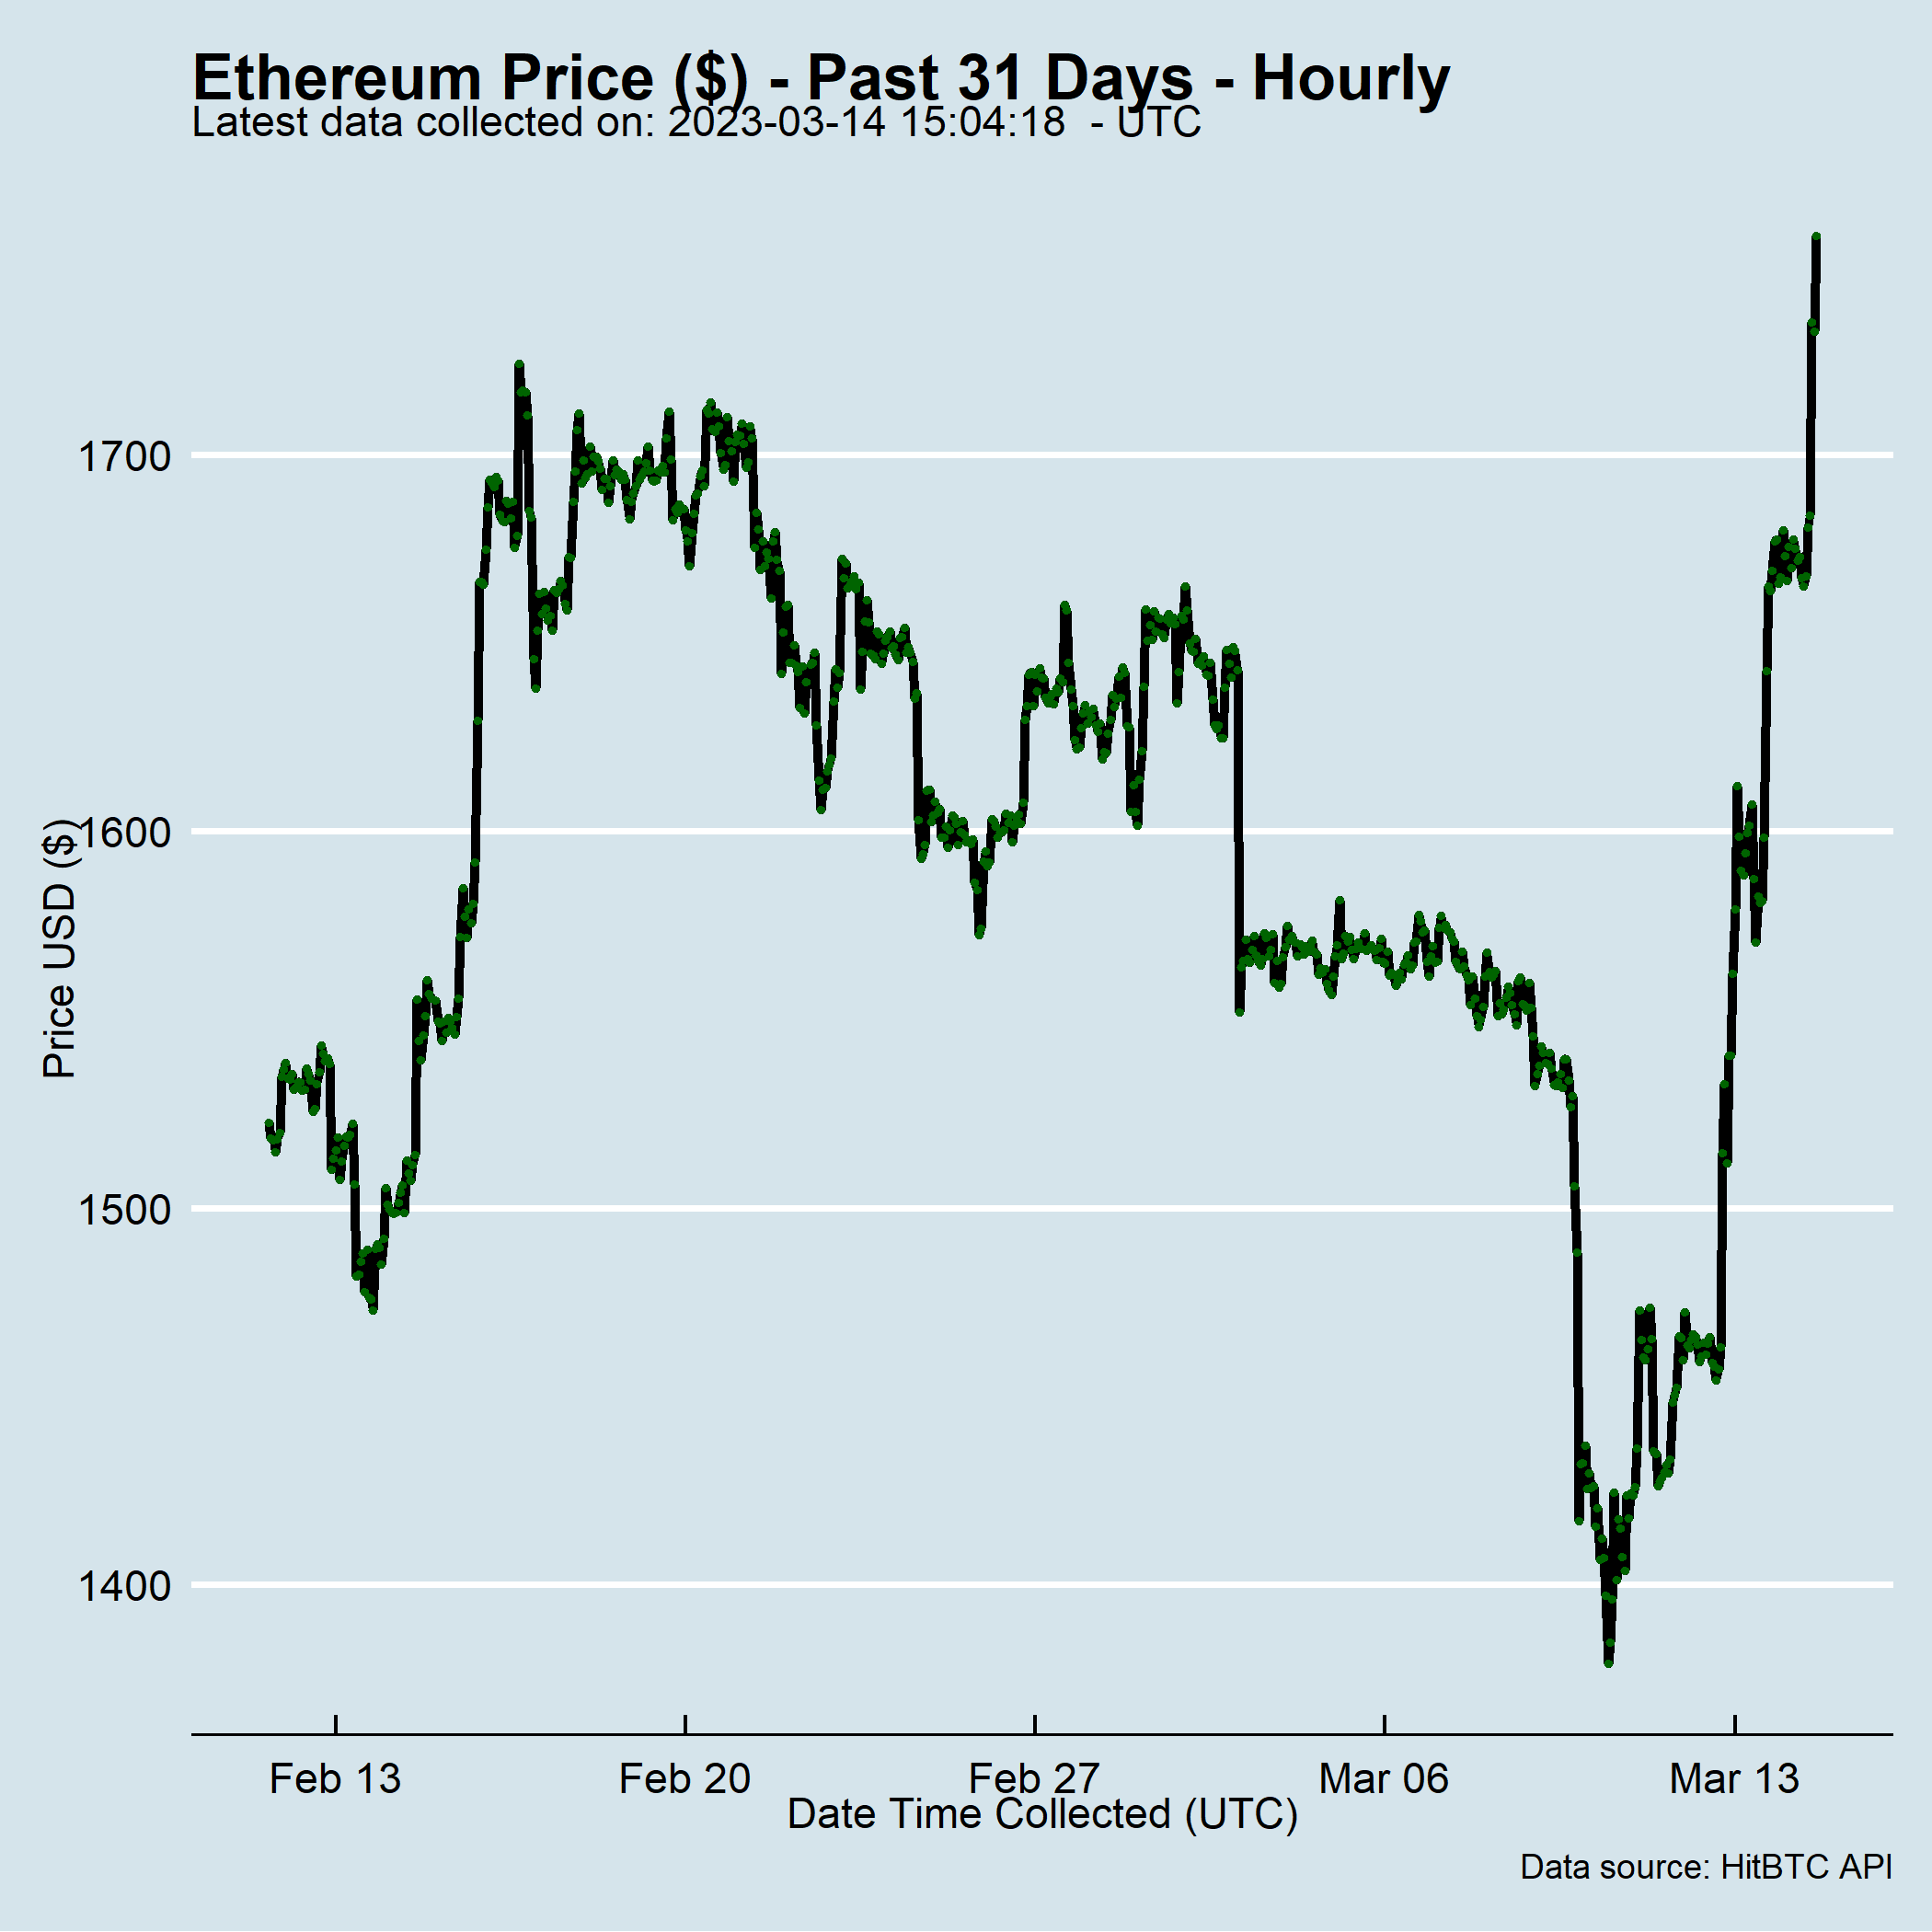 Ethereum Price ($) - Past 31 Days - Hourly
Latest data collected on: 2023-03-14 15:04:18  - UTC
Price USD ($)
1700
1600
1500
1400
Feb 13
Feb 20
Feb 27
Mar 06
Mar 13
Date Time Collected (UTC)
Data source: HitBTC API